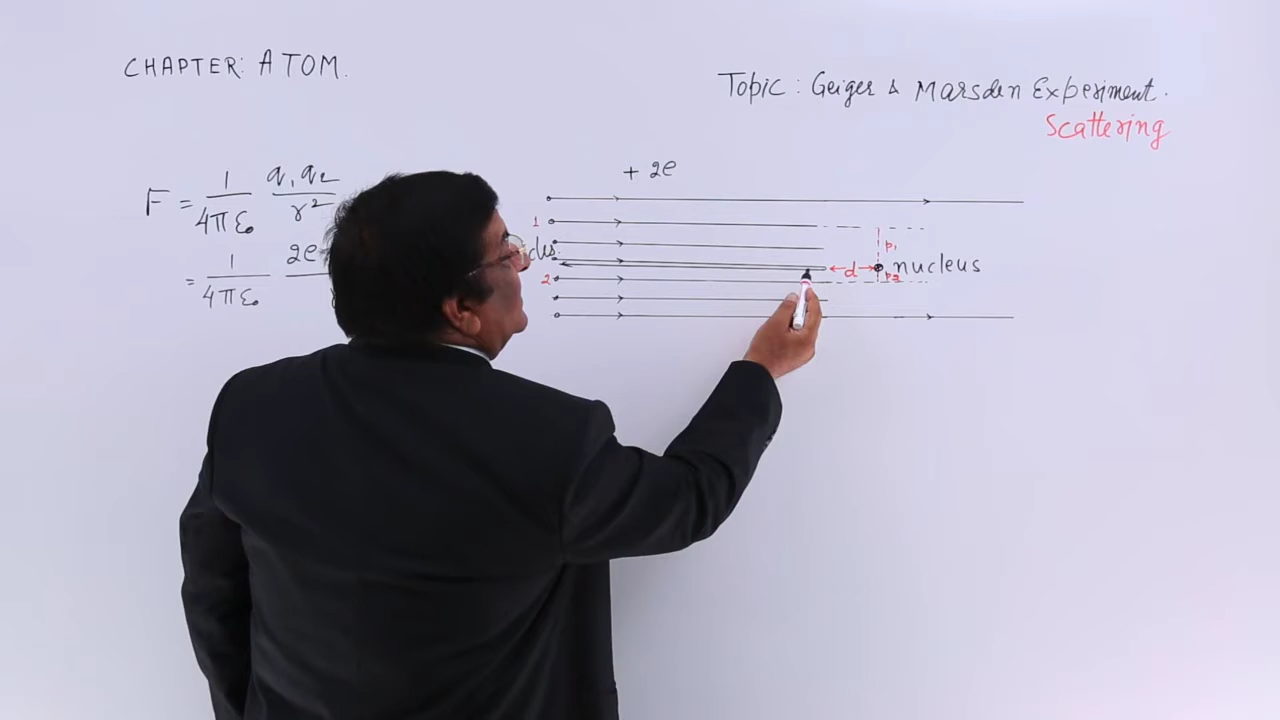 CHAPTER: ATOM.
Topic: Geiger & Marsden Experiment.
Scattering
F = 1/4πε₀ q₁q₂/r²
= 1/4πε₀ 2e
+ 2e
1
2
d
p₁
p₂
nucleus